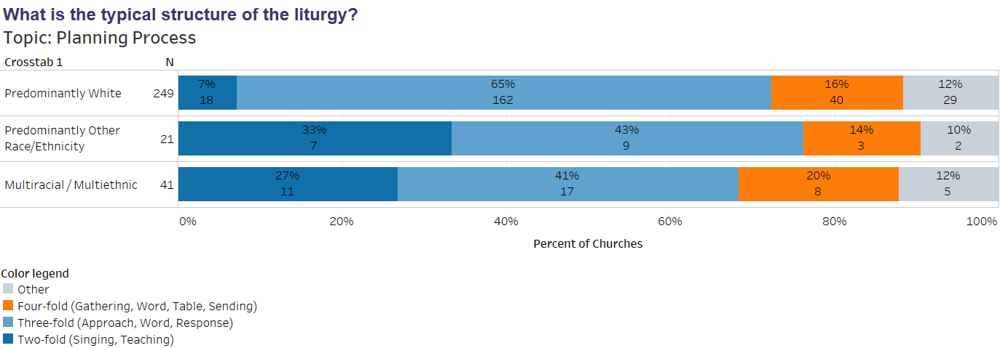 What is the typical structure of the liturgy?
Topic: Planning Process
Crosstab 1 N
Predominantly White 249 7% 65% 16% 12%
18 162 40 29
Predominantly Other Race/Ethnicity 21 33% 43% 14% 10%
7 9 3 2
Multiracial / Multiethnic 41 27% 41% 20% 12%
11 17 8 5
0% 20% 40% 60% 80% 100%
Percent of Churches
Color legend
Other
Four-fold (Gathering, Word, Table, Sending)
Three-fold (Approach, Word, Response)
Two-fold (Singing, Teaching)